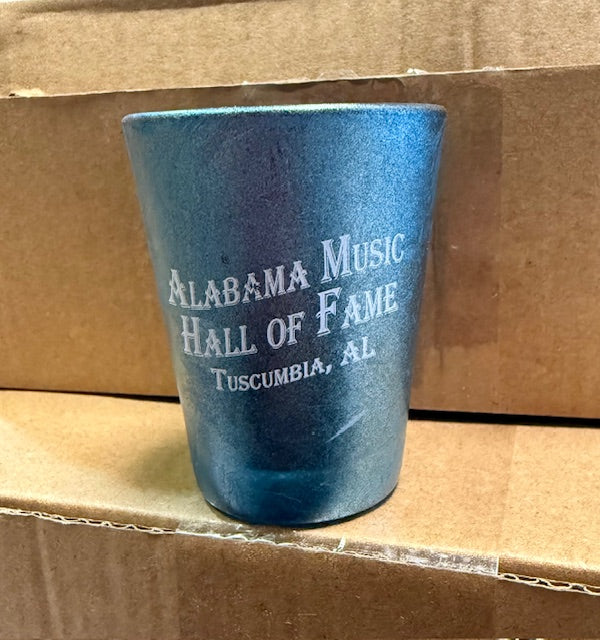 Alabama Music
Hall of Fame
Tuscumbia, AL